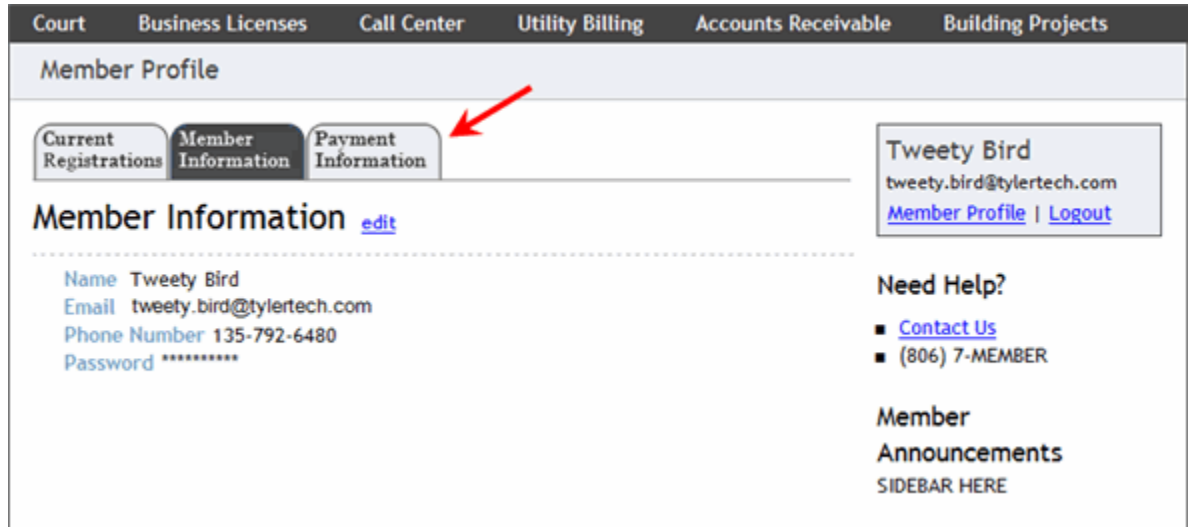 Court Business Licenses Call Center Utility Billing Accounts Receivable Building Projects
Member Profile
Current Registrations
Member Information
Payment Information
Member Information edit
Name Tweety Bird
Email tweety.bird@tylertech.com
Phone Number 135-792-6480
Password **********
Tweety Bird
tweety.bird@tylertech.com
Member Profile | Logout
Need Help?
■ Contact Us
■ (806) 7-MEMBER
Member
Announcements
SIDEBAR HERE